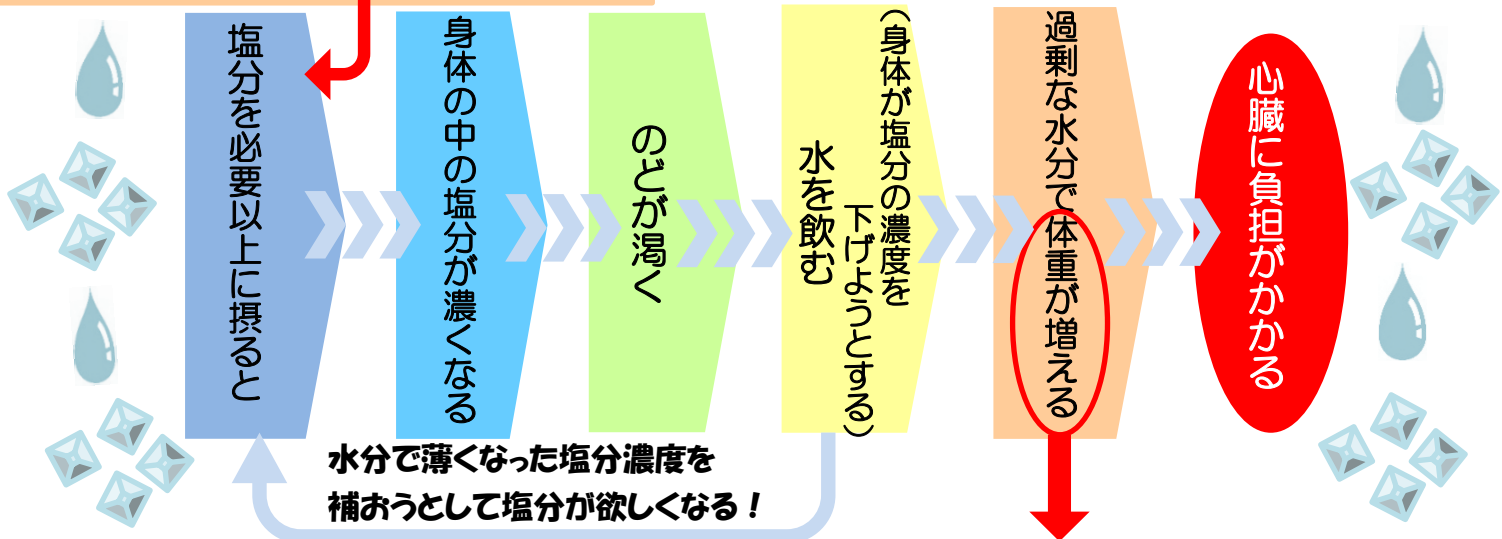 塩分を必要以上に摂ると
身体の中の塩分が濃くなる
のどが渇く
水を飲む
（身体が塩分の濃度を
下げようとする）
過剰な水分で体重が増える
心臓に負担がかかる
水分で薄くなった塩分濃度を
補おうとして塩分が欲しくなる！